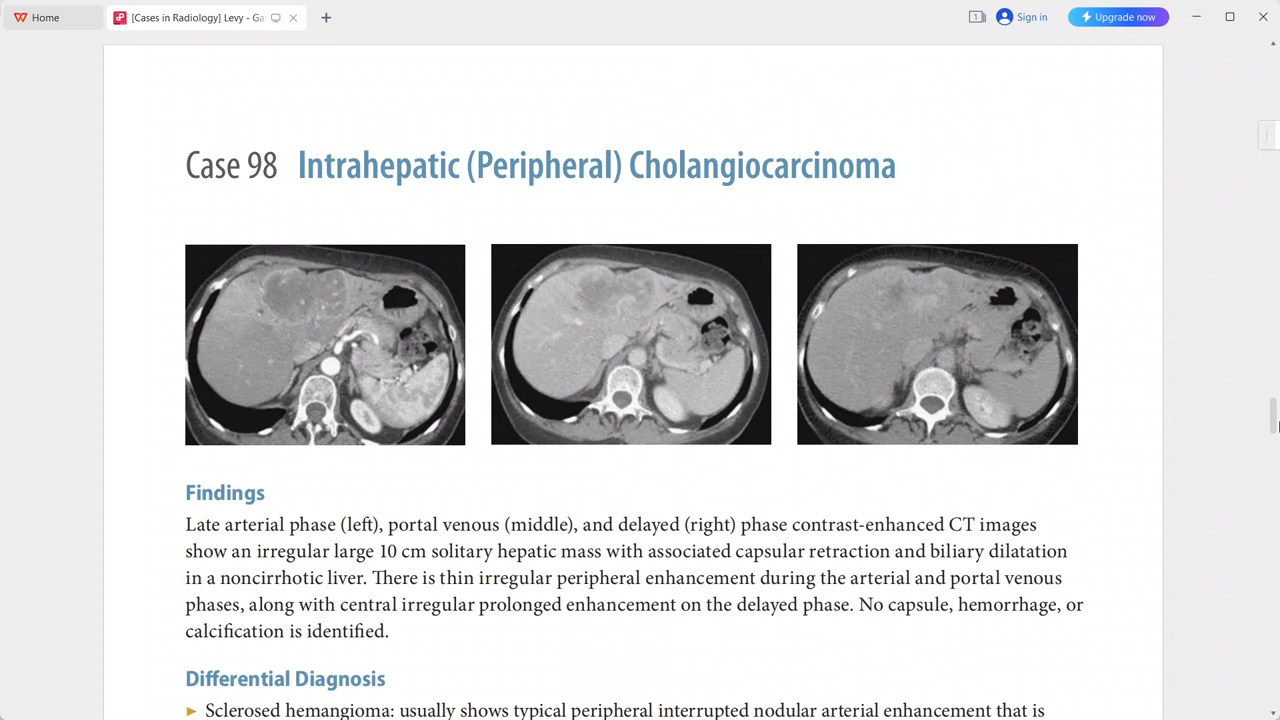 Home
[Cases in Radiology] Levy - Ga
1
Sign in
Upgrade now
Case 98 Intrahepatic (Peripheral) Cholangiocarcinoma
Findings
Late arterial phase (left), portal venous (middle), and delayed (right) phase contrast-enhanced CT images
show an irregular large 10 cm solitary hepatic mass with associated capsular retraction and biliary dilatation
in a noncirrhotic liver. There is thin irregular peripheral enhancement during the arterial and portal venous
phases, along with central irregular prolonged enhancement on the delayed phase. No capsule, hemorrhage, or
calcification is identified.
Differential Diagnosis
► Sclerosed hemangioma: usually shows typical peripheral interrupted nodular arterial enhancement that is